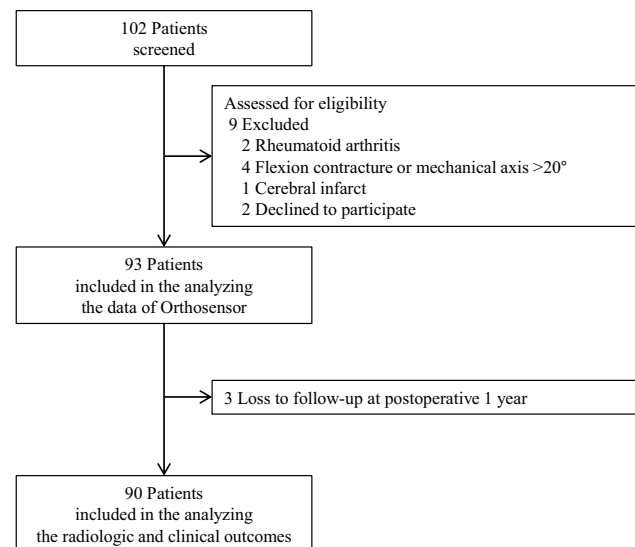 102 Patients
screened
Assessed for eligibility
9 Excluded
2 Rheumatoid arthritis
4 Flexion contracture or mechanical axis >20°
1 Cerebral infarct
2 Declined to participate
93 Patients
included in the analyzing
the data of Orthosensor
3 Loss to follow-up at postoperative 1 year
90 Patients
included in the analyzing
the radiologic and clinical outcomes